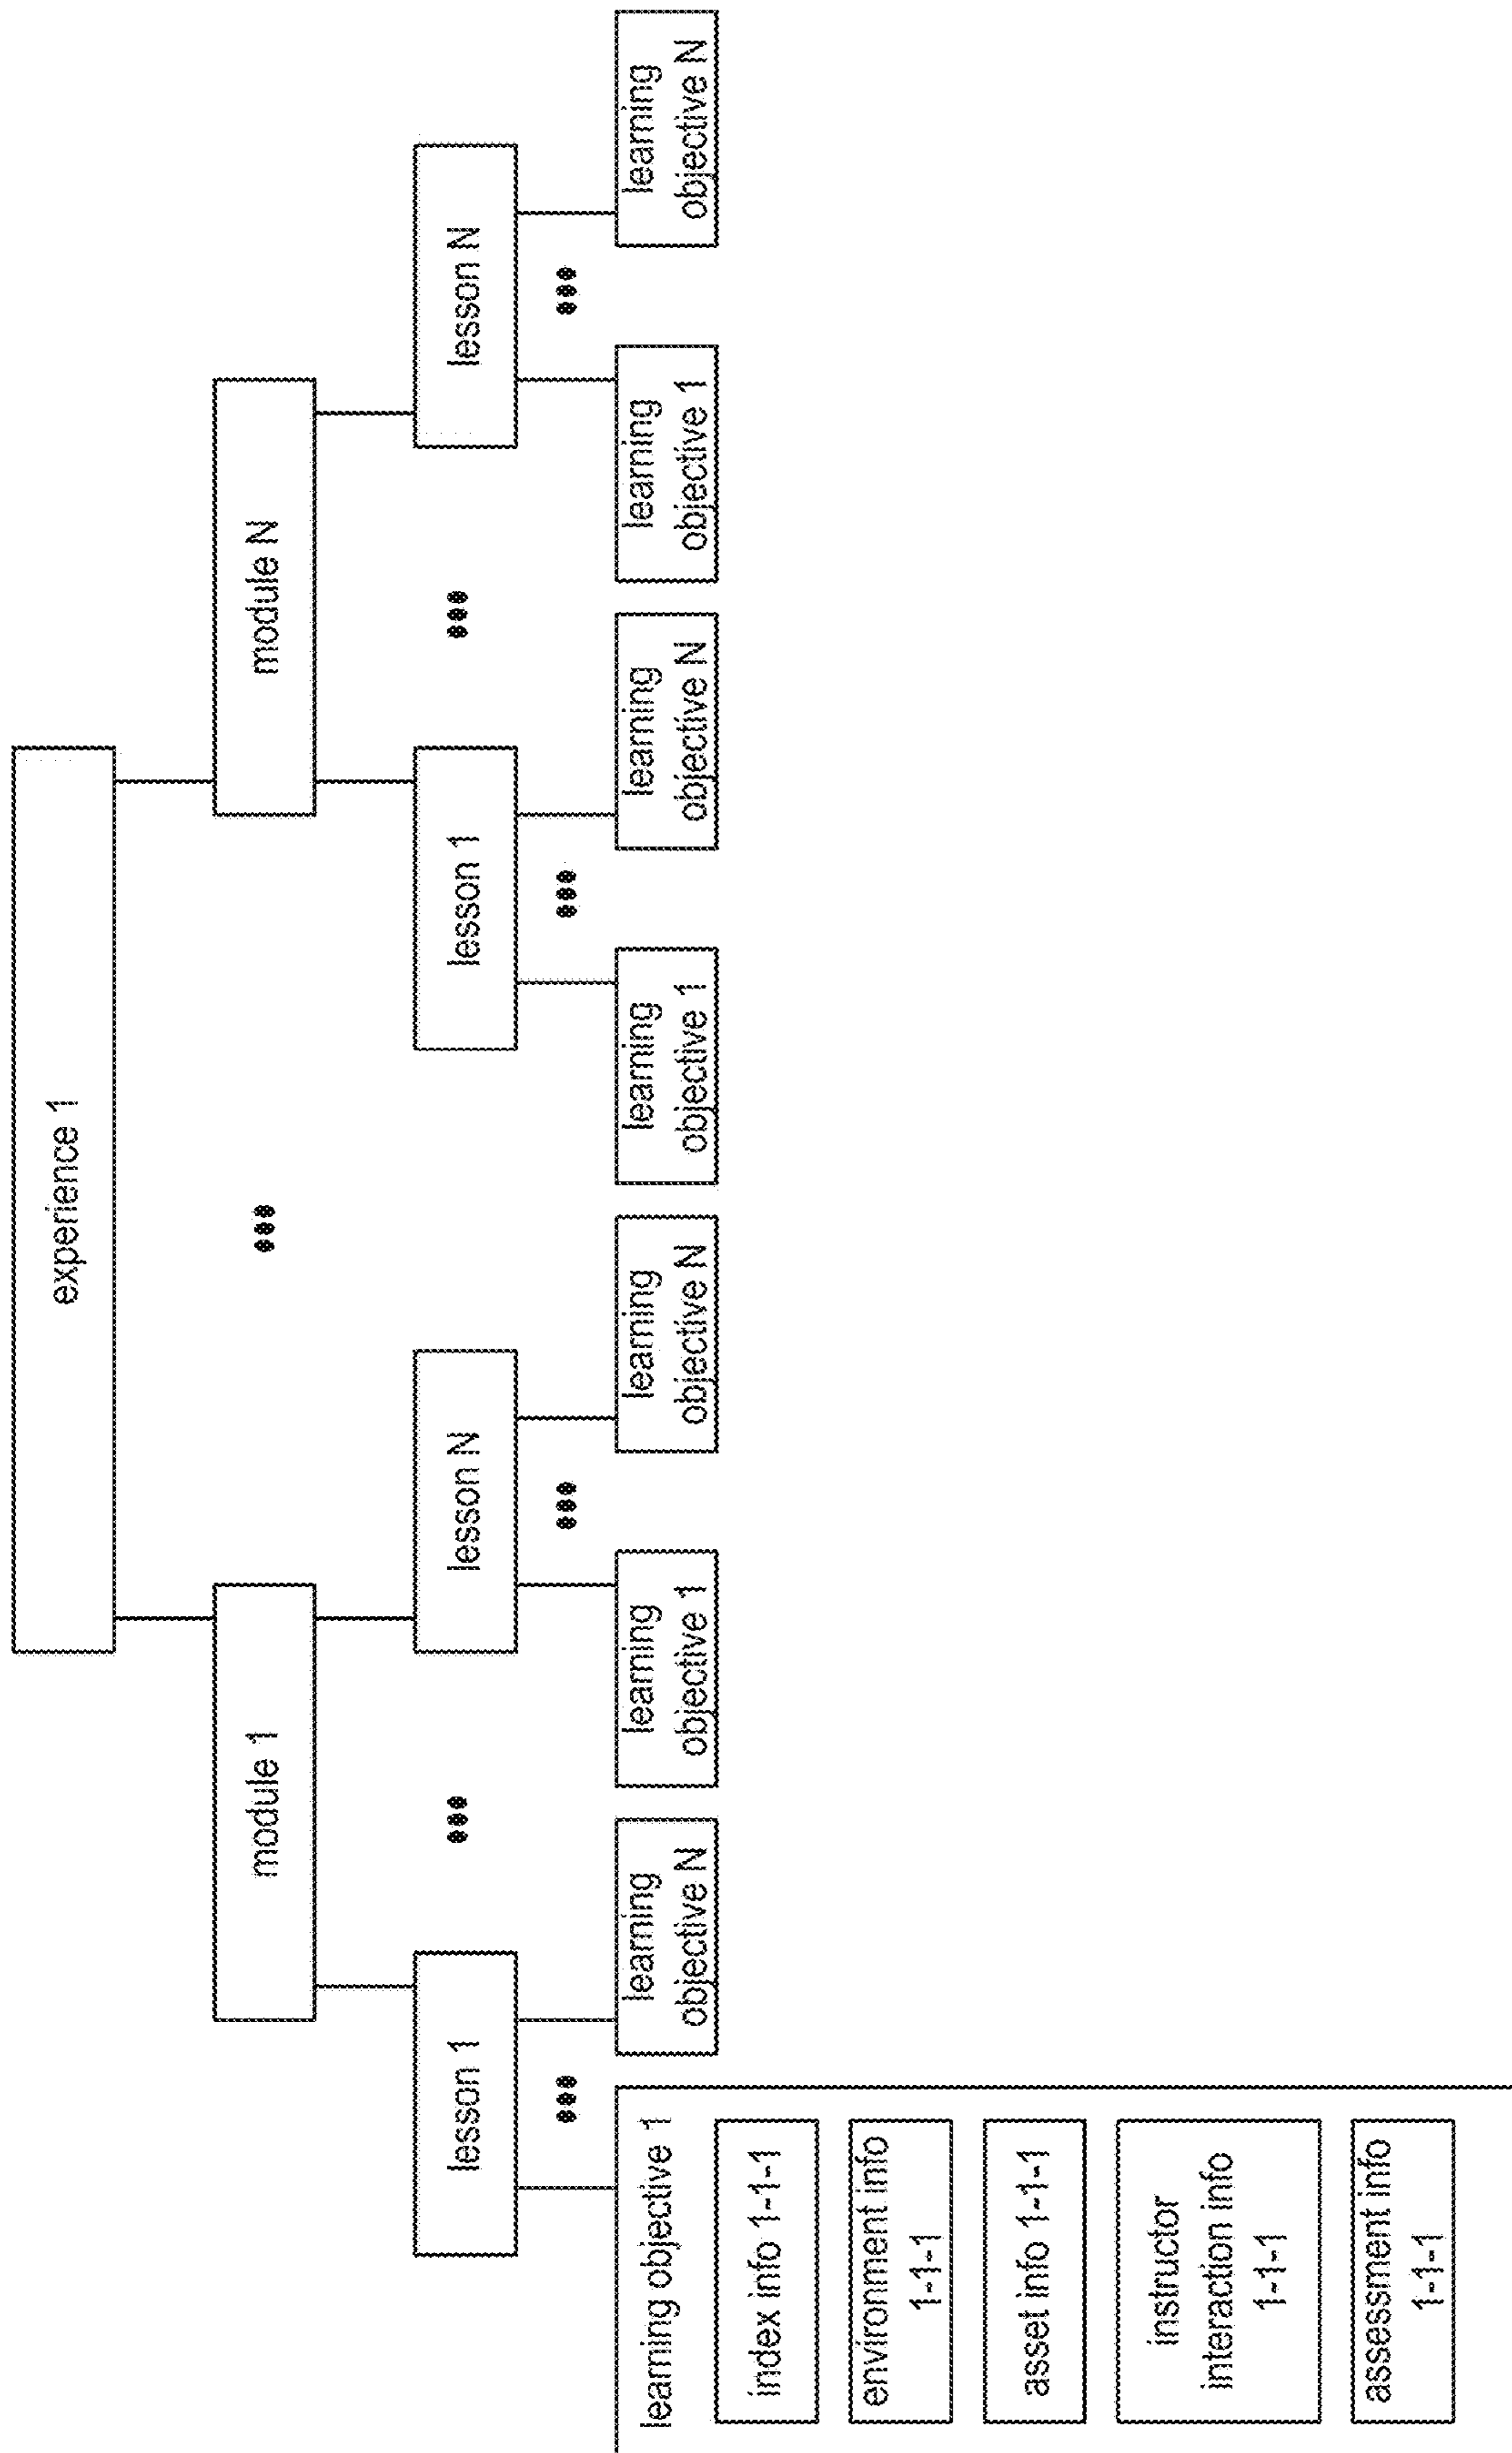 experience 1
module 1
module N
lesson 1
lesson N
lesson 1
lesson N
learning objective 1
learning
objective N
learning
objective 1
learning
objective N
learning
objective 1
learning
objective N
learning
objective 1
learning
objective N
index info 1-1-1
environment info
1-1-1
asset info 1-1-1
instructor
interaction info
1-1-1
assessment info
1-1-1